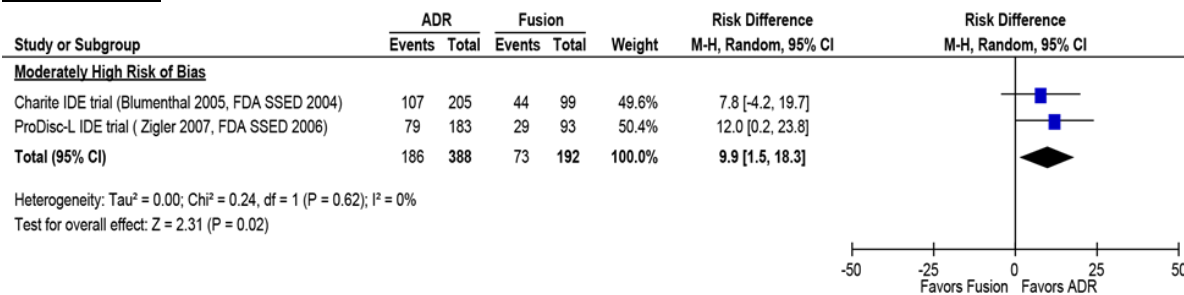 ADR Fusion Risk Difference Risk Difference
Study or Subgroup Events Total Events Total Weight M-H, Random, 95% CI M-H, Random, 95% CI
Moderately High Risk of Bias
Charite IDE trial (Blumenthal 2005, FDA SSED 2004) 107 205 44 99 49.6% 7.8 [-4.2, 19.7]
ProDisc-L IDE trial ( Zigler 2007, FDA SSED 2006) 79 183 29 93 50.4% 12.0 [0.2, 23.8]
Total (95% CI) 186 388 73 192 100.0% 9.9 [1.5, 18.3]
Heterogeneity: Tau² = 0.00; Chi² = 0.24, df = 1 (P = 0.62); I² = 0%
Test for overall effect: Z = 2.31 (P = 0.02)
-50 -25 0 25 50
Favors Fusion Favors ADR